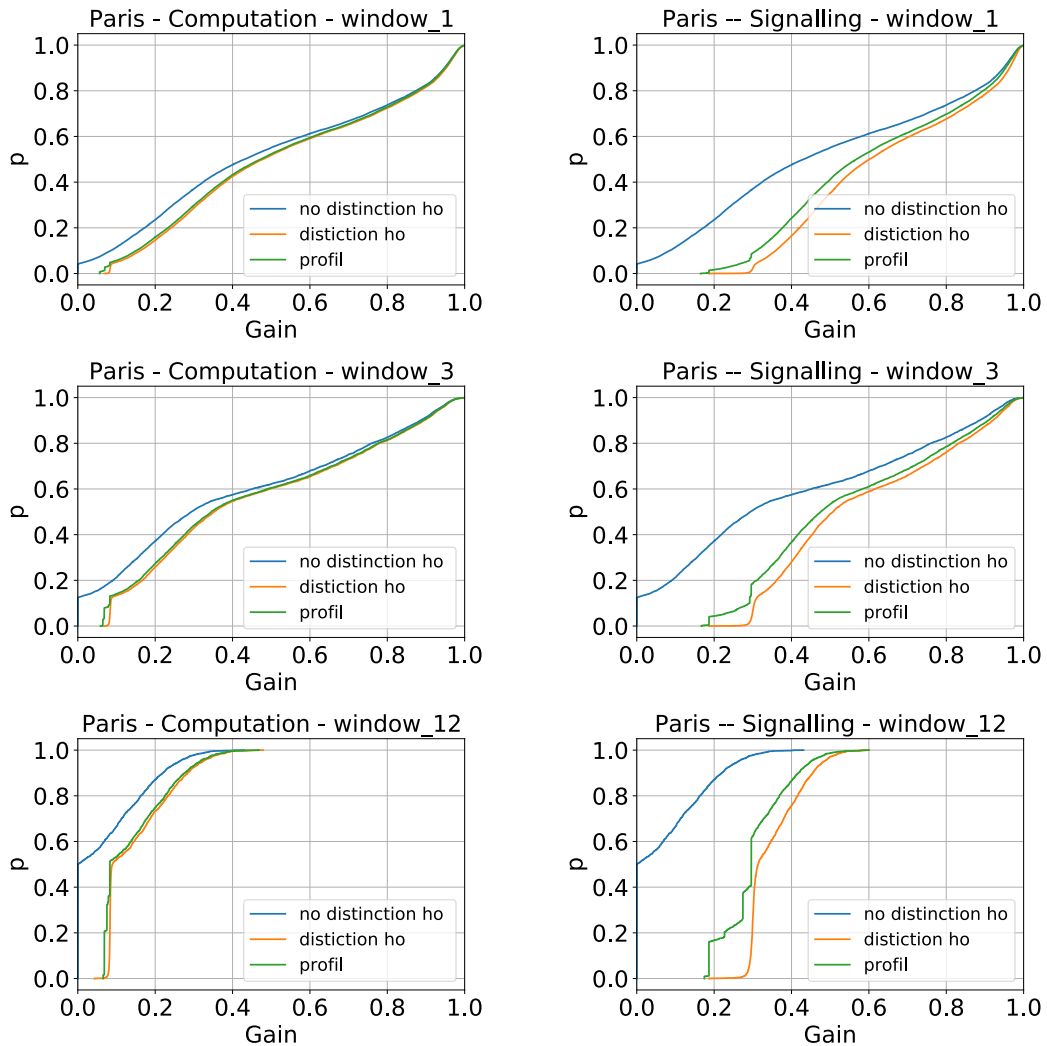 Paris - Computation - window_1
1.0
0.8
0.6
0.4
0.2
0.0
p
no distinction ho
distiction ho
profil
0.0 0.2 0.4 0.6 0.8 1.0
Gain
Paris -- Signalling - window_1
1.0
0.8
0.6
0.4
0.2
0.0
p
no distinction ho
distiction ho
profil
0.0 0.2 0.4 0.6 0.8 1.0
Gain
Paris - Computation - window_3
1.0
0.8
0.6
0.4
0.2
0.0
p
no distinction ho
distiction ho
profil
0.0 0.2 0.4 0.6 0.8 1.0
Gain
Paris -- Signalling - window_3
1.0
0.8
0.6
0.4
0.2
0.0
p
no distinction ho
distiction ho
profil
0.0 0.2 0.4 0.6 0.8 1.0
Gain
Paris - Computation - window_12
1.0
0.8
0.6
0.4
0.2
0.0
p
no distinction ho
distiction ho
profil
0.0 0.2 0.4 0.6 0.8 1.0
Gain
Paris -- Signalling - window_12
1.0
0.8
0.6
0.4
0.2
0.0
p
no distinction ho
distiction ho
profil
0.0 0.2 0.4 0.6 0.8 1.0
Gain